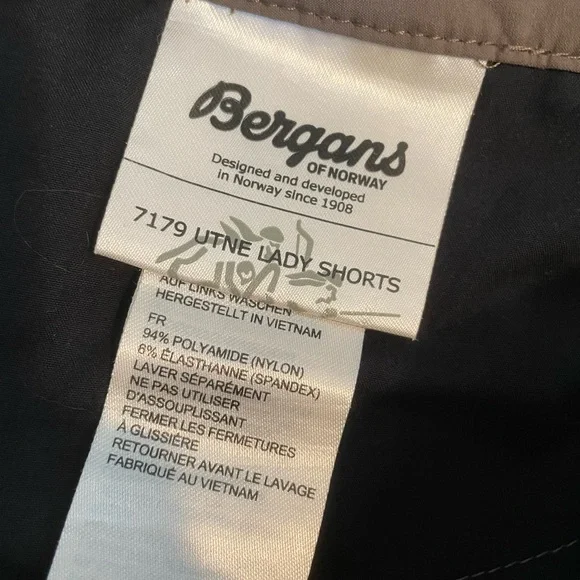 Bergans
OF NORWAY
Designed and developed
in Norway since 1908
7179 UTNE LADY SHORTS
AUF LINKS WASCHEN
HERGESTELLT IN VIETNAM
FR
94% POLYAMIDE (NYLON)
6% ÉLASTHANNE (SPANDEX)
LAVER SÉPARÉMENT
NE PAS UTILISER
D'ASSOUPLISSANT
FERMER LES FERMETURES
À GLISSIÈRE
RETOURNER AVANT LE LAVAGE
FABRIQUÉ AU VIETNAM